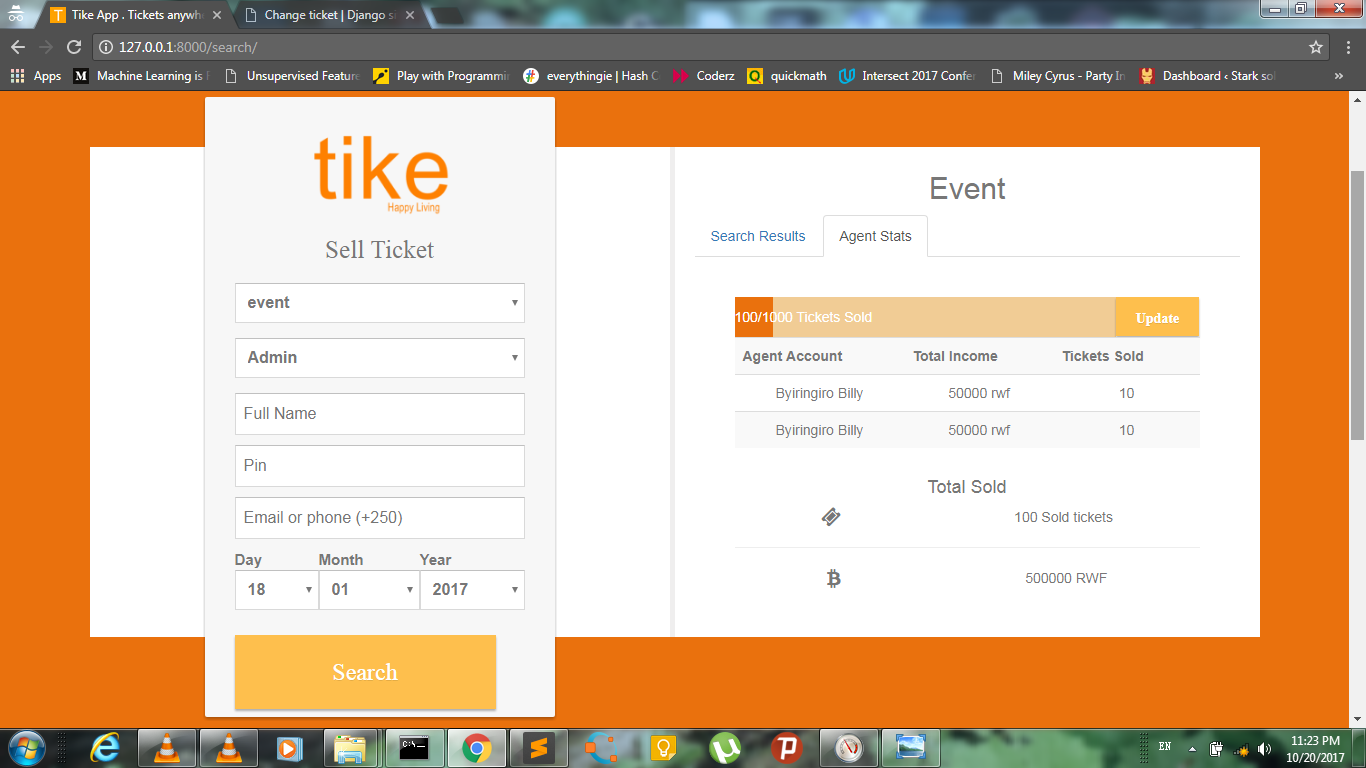 Tike App . Tickets anywh
Change ticket | Django s
127.0.0.1:8000/search/
Apps
Machine Learning is F
Unsupervised Feature
Play with Programmin
everythingie | Hash C
Coderz
quickmath
Intersect 2017 Confer
Miley Cyrus - Party In
Dashboard ‹ Stark sol
»
tike
Happy Living
Sell Ticket
event
Admin
Full Name
Pin
Email or phone (+250)
Day Month Year
18 01 2017
Search
Event
Search Results Agent Stats
100/1000 Tickets Sold Update
Agent Account Total Income Tickets Sold
Byiringiro Billy 50000 rwf 10
Byiringiro Billy 50000 rwf 10
Total Sold
100 Sold tickets
500000 RWF
EN
11:23 PM
10/20/2017